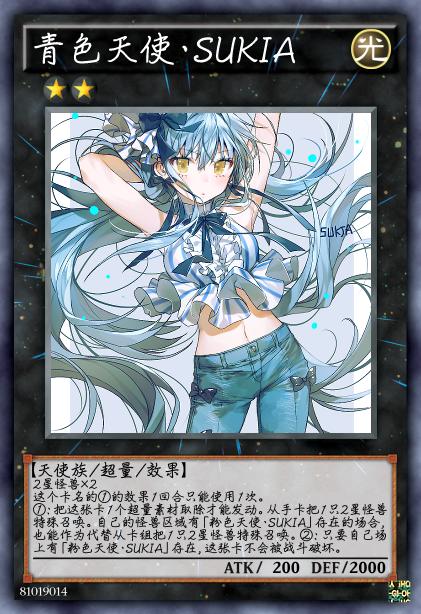 青色天使·SUKIA
光
SUKIA
【天使族/超量/效果】
2星怪兽×2
这个卡名的①的效果1回合只能使用1次。
①:把这张卡1个超量素材取除才能发动。从手卡把1只2星怪兽
特殊召唤。自己的怪兽区域有「粉色天使·SUKIA」存在的场合,
也能作为代替从卡组把1只2星怪兽特殊召唤。②:只要自己场
上有「粉色天使·SUKIA」存在,这张卡不会被战斗破坏。
ATK/ 200 DEF/2000
81019014